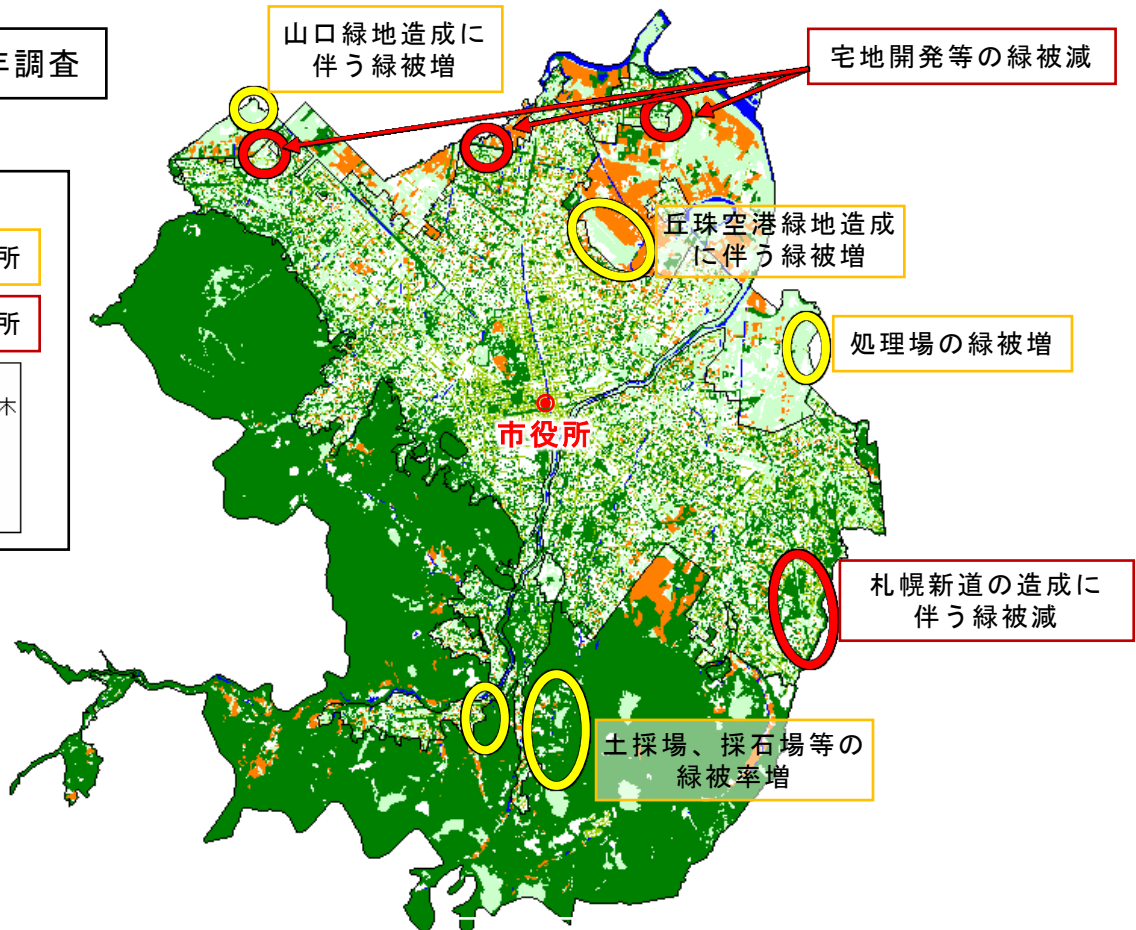 年調査
山口緑地造成に
伴う緑被増
宅地開発等の緑被減
所
所
木
丘珠空港緑地造成
に伴う緑被増
処理場の緑被増
市役所
札幌新道の造成に
伴う緑被減
土採場、採石場等の
緑被率増